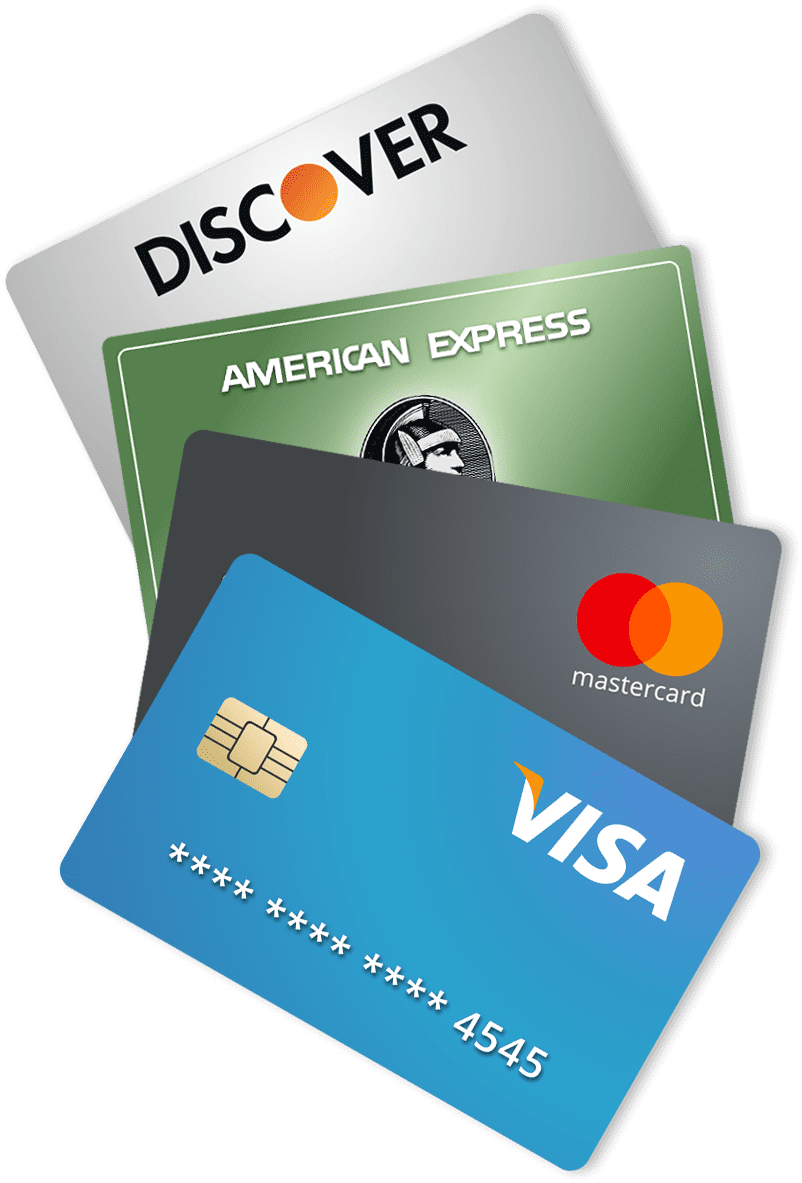 DISCOVER
AMERICAN EXPRESS
mastercard
VISA
**** **** **** 4545